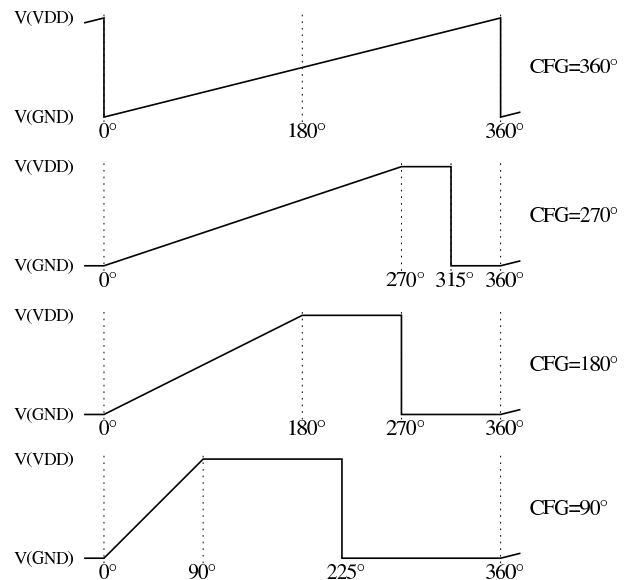 V(VDD)
CFG=360°
V(GND)
0° 180° 360°
V(VDD)
CFG=270°
V(GND)
0° 270° 315° 360°
V(VDD)
CFG=180°
V(GND)
0° 180° 270° 360°
V(VDD)
CFG=90°
V(GND)
0° 90° 225° 360°